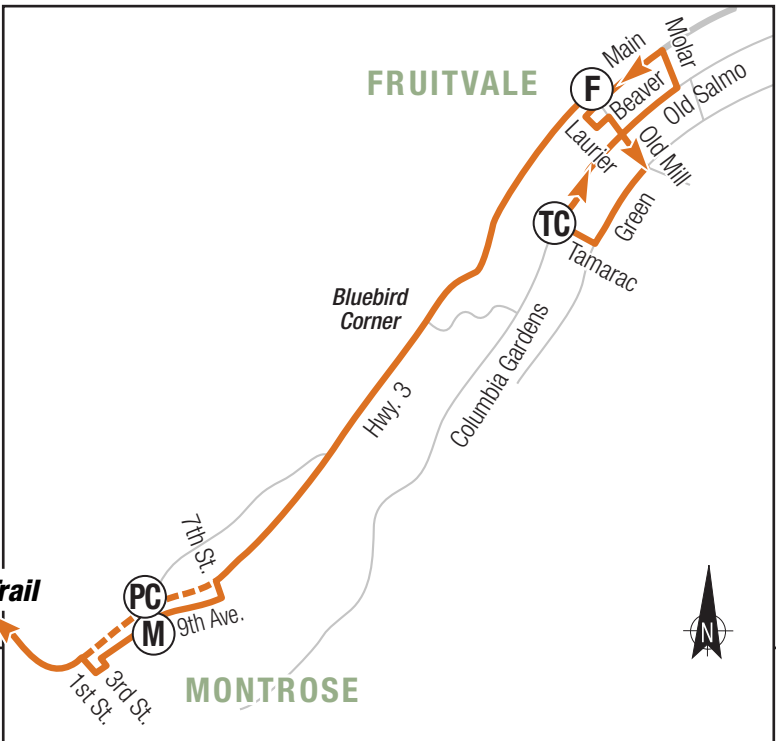 Main
Molar
FRUITVALE
F
Beaver
Old Salmo
Laurier
Old Mill
TC
Green
Tamarac
Bluebird
Corner
Columbia Gardens
Hwy. 3
7th St.
PC
9th Ave.
M
3rd St.
1st St.
MONTROSE
N